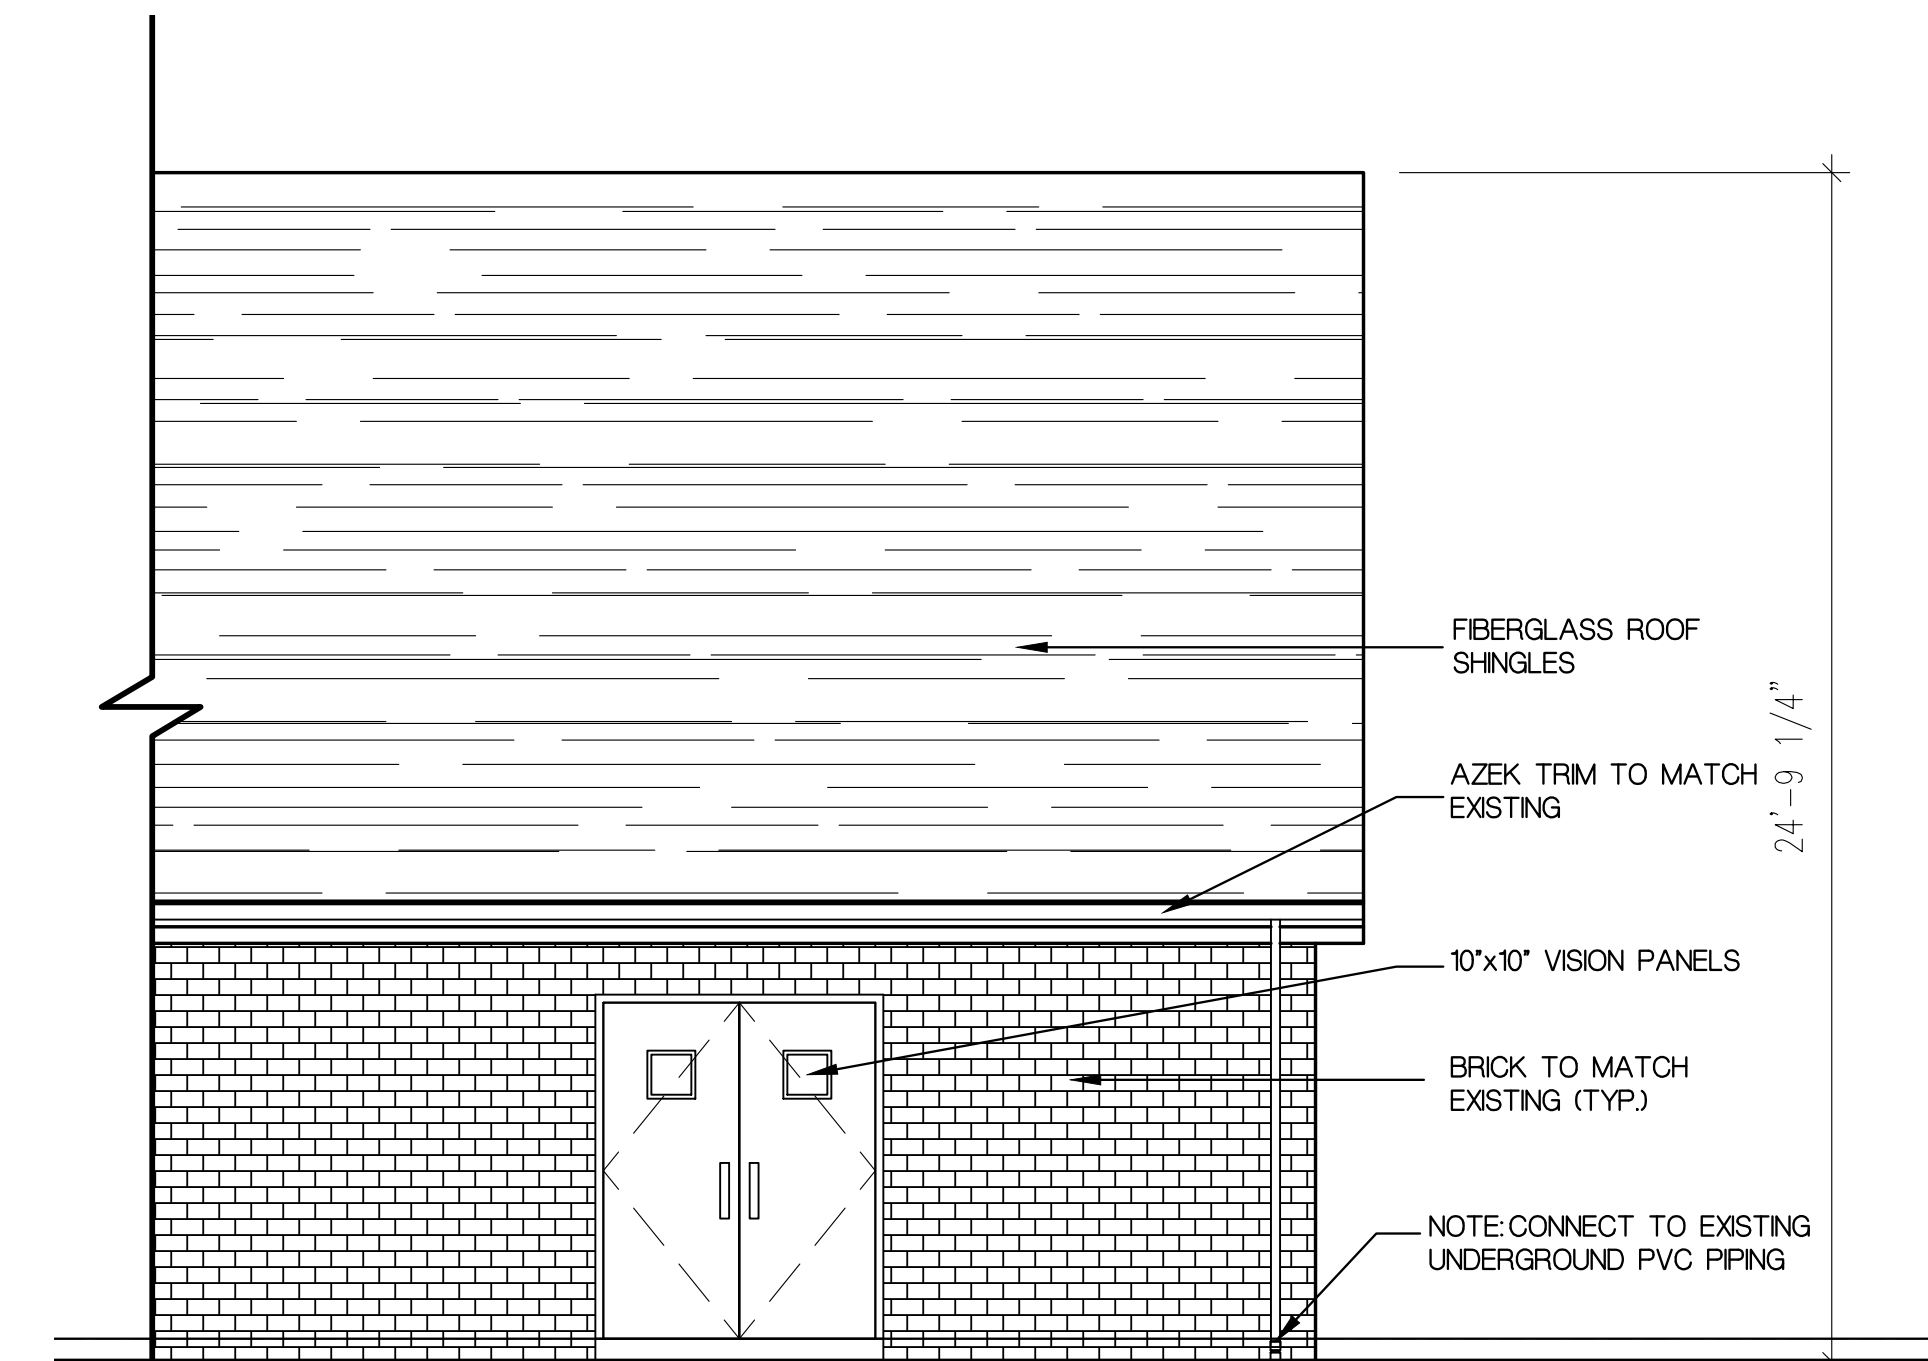 FIBERGLASS ROOF
SHINGLES
24'-9 1/4"
AZEK TRIM TO MATCH
EXISTING
10"x10" VISION PANELS
BRICK TO MATCH
EXISTING (TYP.)
NOTE: CONNECT TO EXISTING
UNDERGROUND PVC PIPING